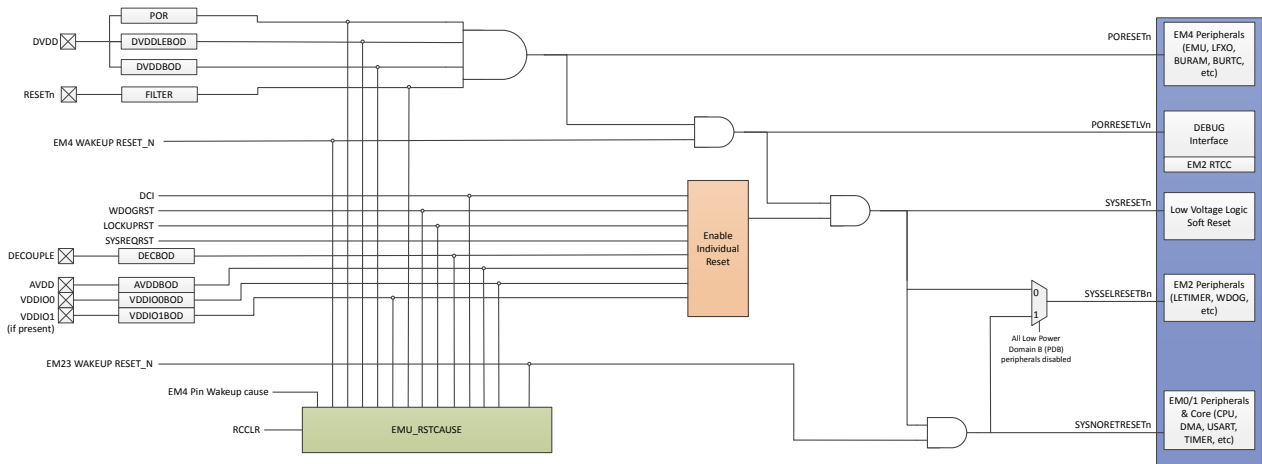 POR
DVDD
DVDDLEBOD
DVDDBOD
RESETn
FILTER
EM4 WAKEUP RESET_N
DCI
WDOGRST
LOCKUPRST
SYSREQRST
DECOUPLE
DECBOD
AVDD
AVDDBOD
VDDIO0
VDDIO0BOD
VDDIO1
(if present)
VDDIO1BOD
EM23 WAKEUP RESET_N
EM4 Pin Wakeup cause
RCCLR
EMU_RSTCAUSE
Enable
Individual
Reset
0
1
All Low Power
Domain B (PDB)
peripherals disabled
PORESETn
EM4 Peripherals
(EMU, LFXO,
BURAM, BURTC,
etc)
PORRESETLVn
DEBUG
Interface
EM2 RTCC
SYSRESETn
Low Voltage Logic
Soft Reset
SYSSELRESETBn
EM2 Peripherals
(LETIMER, WDOG,
etc)
SYSNORETRESETn
EM0/1 Peripherals
& Core (CPU,
DMA, USART,
TIMER, etc)